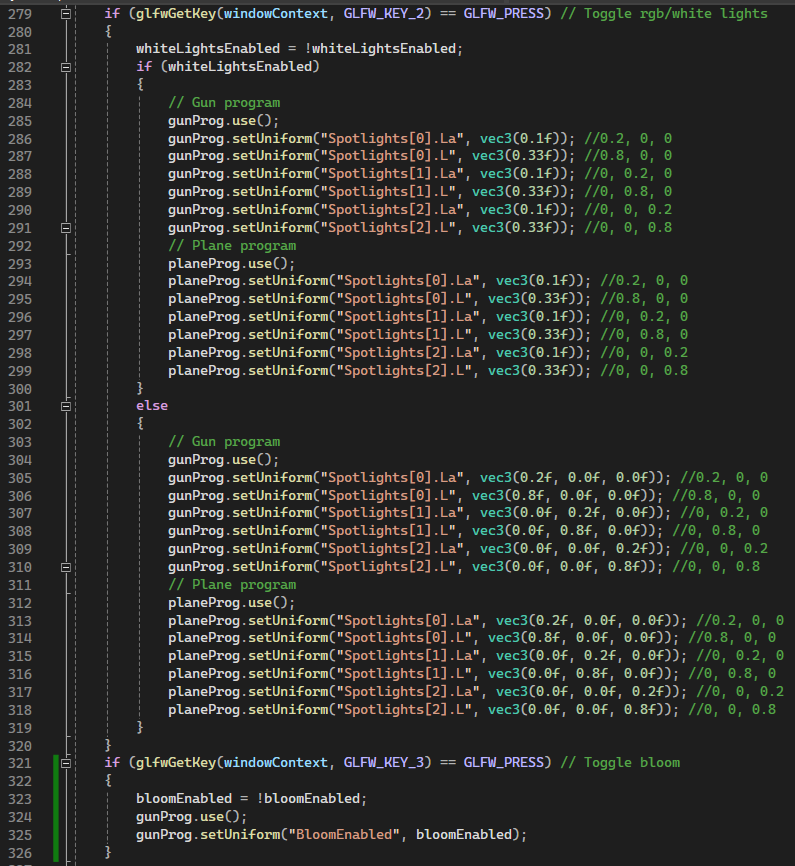 279 if (glfwGetKey(windowContext, GLFW_KEY_2) == GLFW_PRESS) // Toggle rgb/white lights
280 {
281 whiteLightsEnabled = !whiteLightsEnabled;
282 if (whiteLightsEnabled)
283 {
284 // Gun program
285 gunProg.use();
286 gunProg.setUniform("Spotlights[0].La", vec3(0.1f)); //0.2, 0, 0
287 gunProg.setUniform("Spotlights[0].L", vec3(0.33f)); //0.8, 0, 0
288 gunProg.setUniform("Spotlights[1].La", vec3(0.1f)); //0, 0.2, 0
289 gunProg.setUniform("Spotlights[1].L", vec3(0.33f)); //0, 0.8, 0
290 gunProg.setUniform("Spotlights[2].La", vec3(0.1f)); //0, 0, 0.2
291 gunProg.setUniform("Spotlights[2].L", vec3(0.33f)); //0, 0, 0.8
292 // Plane program
293 planeProg.use();
294 planeProg.setUniform("Spotlights[0].La", vec3(0.1f)); //0.2, 0, 0
295 planeProg.setUniform("Spotlights[0].L", vec3(0.33f)); //0.8, 0, 0
296 planeProg.setUniform("Spotlights[1].La", vec3(0.1f)); //0, 0.2, 0
297 planeProg.setUniform("Spotlights[1].L", vec3(0.33f)); //0, 0.8, 0
298 planeProg.setUniform("Spotlights[2].La", vec3(0.1f)); //0, 0, 0.2
299 planeProg.setUniform("Spotlights[2].L", vec3(0.33f)); //0, 0, 0.8
300 }
301 else
302 {
303 // Gun program
304 gunProg.use();
305 gunProg.setUniform("Spotlights[0].La", vec3(0.2f, 0.0f, 0.0f)); //0.2, 0, 0
306 gunProg.setUniform("Spotlights[0].L", vec3(0.8f, 0.0f, 0.0f)); //0.8, 0, 0
307 gunProg.setUniform("Spotlights[1].La", vec3(0.0f, 0.2f, 0.0f)); //0, 0.2, 0
308 gunProg.setUniform("Spotlights[1].L", vec3(0.0f, 0.8f, 0.0f)); //0, 0.8, 0
309 gunProg.setUniform("Spotlights[2].La", vec3(0.0f, 0.0f, 0.2f)); //0, 0, 0.2
310 gunProg.setUniform("Spotlights[2].L", vec3(0.0f, 0.0f, 0.8f)); //0, 0, 0.8
311 // Plane program
312 planeProg.use();
313 planeProg.setUniform("Spotlights[0].La", vec3(0.2f, 0.0f, 0.0f)); //0.2, 0, 0
314 planeProg.setUniform("Spotlights[0].L", vec3(0.8f, 0.0f, 0.0f)); //0.8, 0, 0
315 planeProg.setUniform("Spotlights[1].La", vec3(0.0f, 0.2f, 0.0f)); //0, 0.2, 0
316 planeProg.setUniform("Spotlights[1].L", vec3(0.0f, 0.8f, 0.0f)); //0, 0.8, 0
317 planeProg.setUniform("Spotlights[2].La", vec3(0.0f, 0.0f, 0.2f)); //0, 0, 0.2
318 planeProg.setUniform("Spotlights[2].L", vec3(0.0f, 0.0f, 0.8f)); //0, 0, 0.8
319 }
320 }
321 if (glfwGetKey(windowContext, GLFW_KEY_3) == GLFW_PRESS) // Toggle bloom
322 {
323 bloomEnabled = !bloomEnabled;
324 gunProg.use();
325 gunProg.setUniform("BloomEnabled", bloomEnabled);
326 }